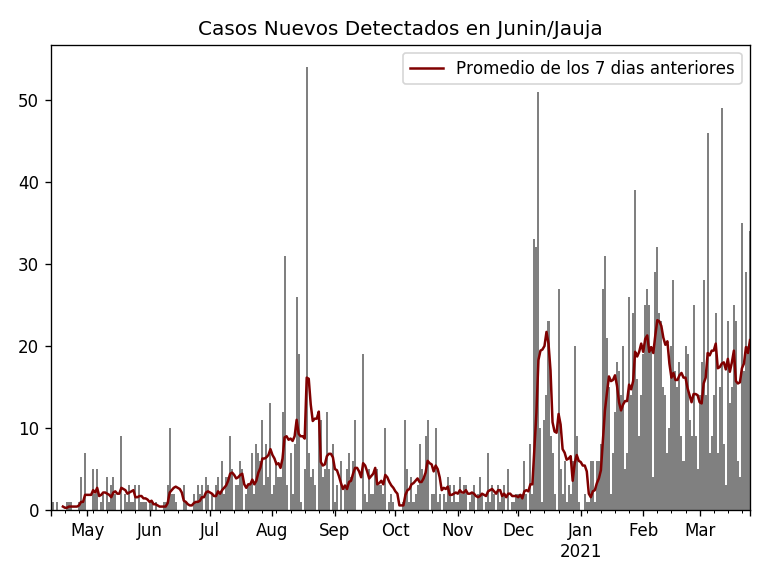 Casos Nuevos Detectados en Junin/Jauja
Promedio de los 7 dias anteriores
50
40
30
20
10
0
May Jun Jul Aug Sep Oct Nov Dec Jan Feb Mar
2021